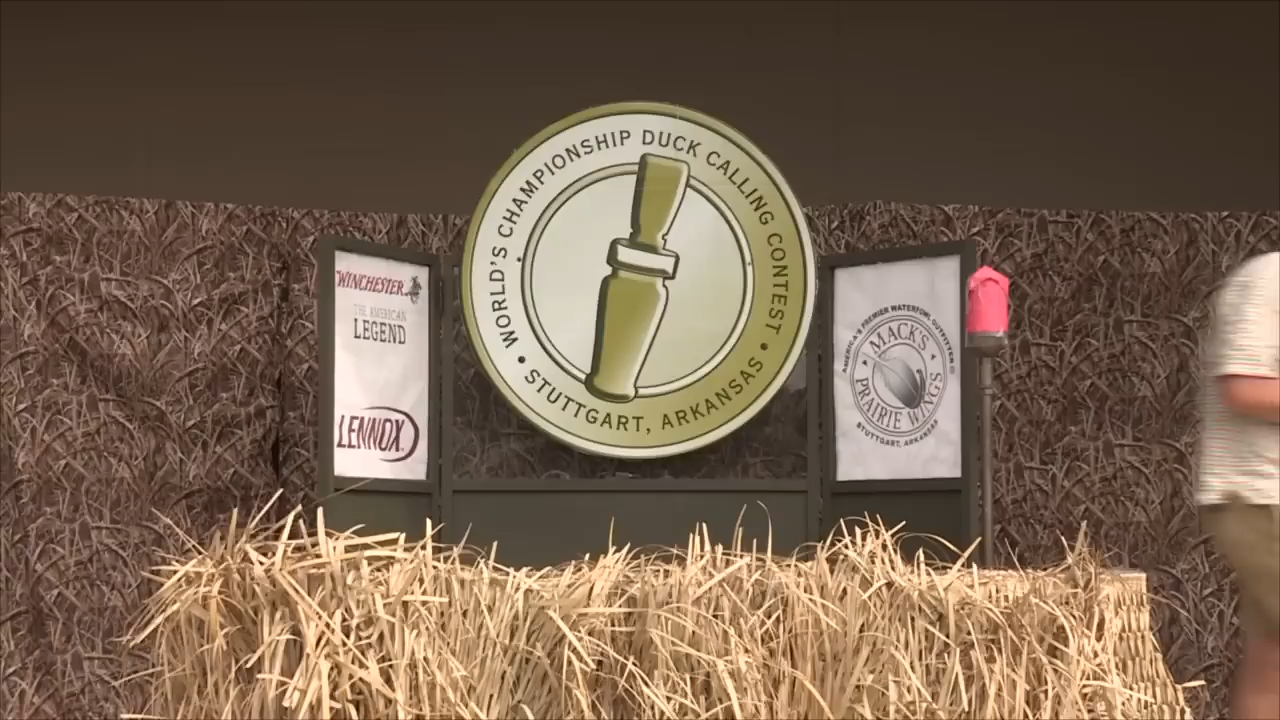 WORLD'S CHAMPIONSHIP DUCK CALLING CONTEST
• STUTTGART, ARKANSAS •
WINCHESTER
THE AMERICAN
LEGEND
LENNOX
AMERICA'S PREMIER WATERFOWL OUTFITTER
MACK'S
PRAIRIE WINGS
STUTTGART, ARKANSAS